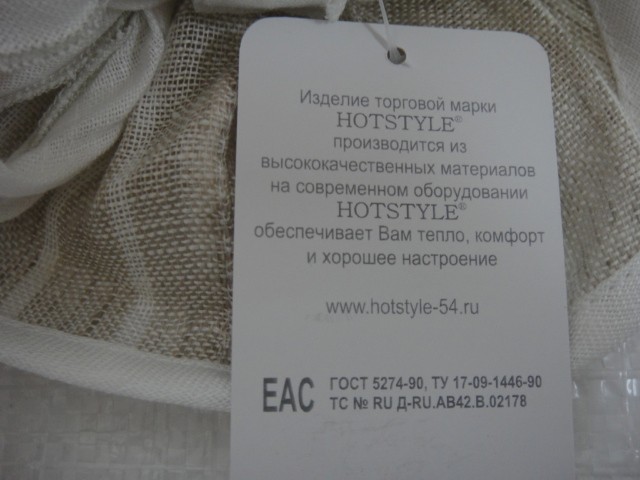 Изделие торговой марки
HOTSTYLE®
производится из
высококачественных материалов
на современном оборудовании
HOTSTYLE®
обеспечивает Вам тепло, комфорт
и хорошее настроение
www.hotstyle-54.ru
EAC ГОСТ 5274-90, ТУ 17-09-1446-90
ТС № RU Д-RU.АВ42.В.02178